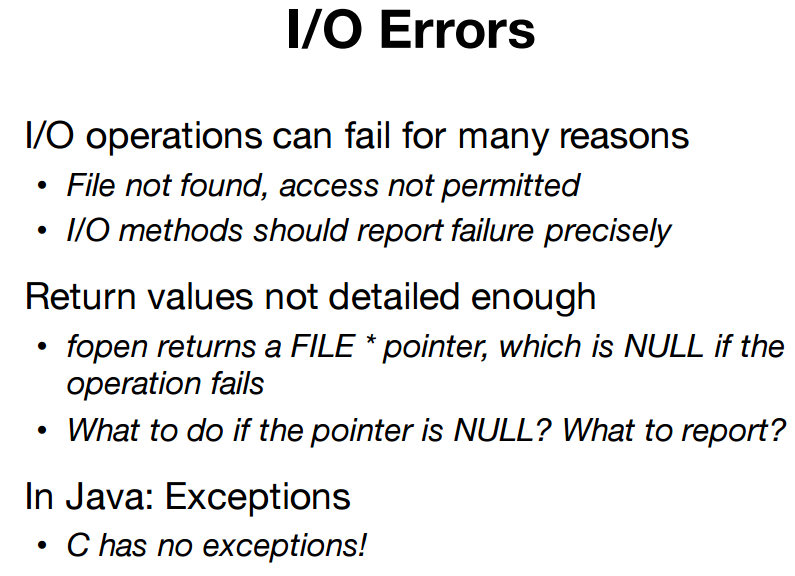 I/O Errors
I/O operations can fail for many reasons
• File not found, access not permitted
• I/O methods should report failure precisely
Return values not detailed enough
• fopen returns a FILE * pointer, which is NULL if the
operation fails
• What to do if the pointer is NULL? What to report?
In Java: Exceptions
• C has no exceptions!